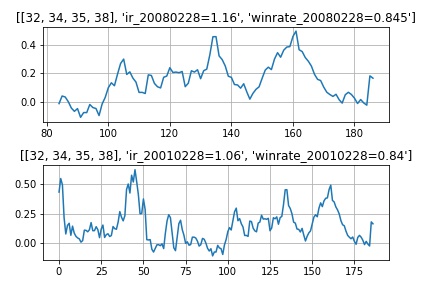 [[32, 34, 35, 38], 'ir_20080228=1.16', 'winrate_20080228=0.845']
0.4
0.2
0.0
80 100 120 140 160 180
[[32, 34, 35, 38], 'ir_20010228=1.06', 'winrate_20010228=0.84']
0.50
0.25
0.00
0 25 50 75 100 125 150 175